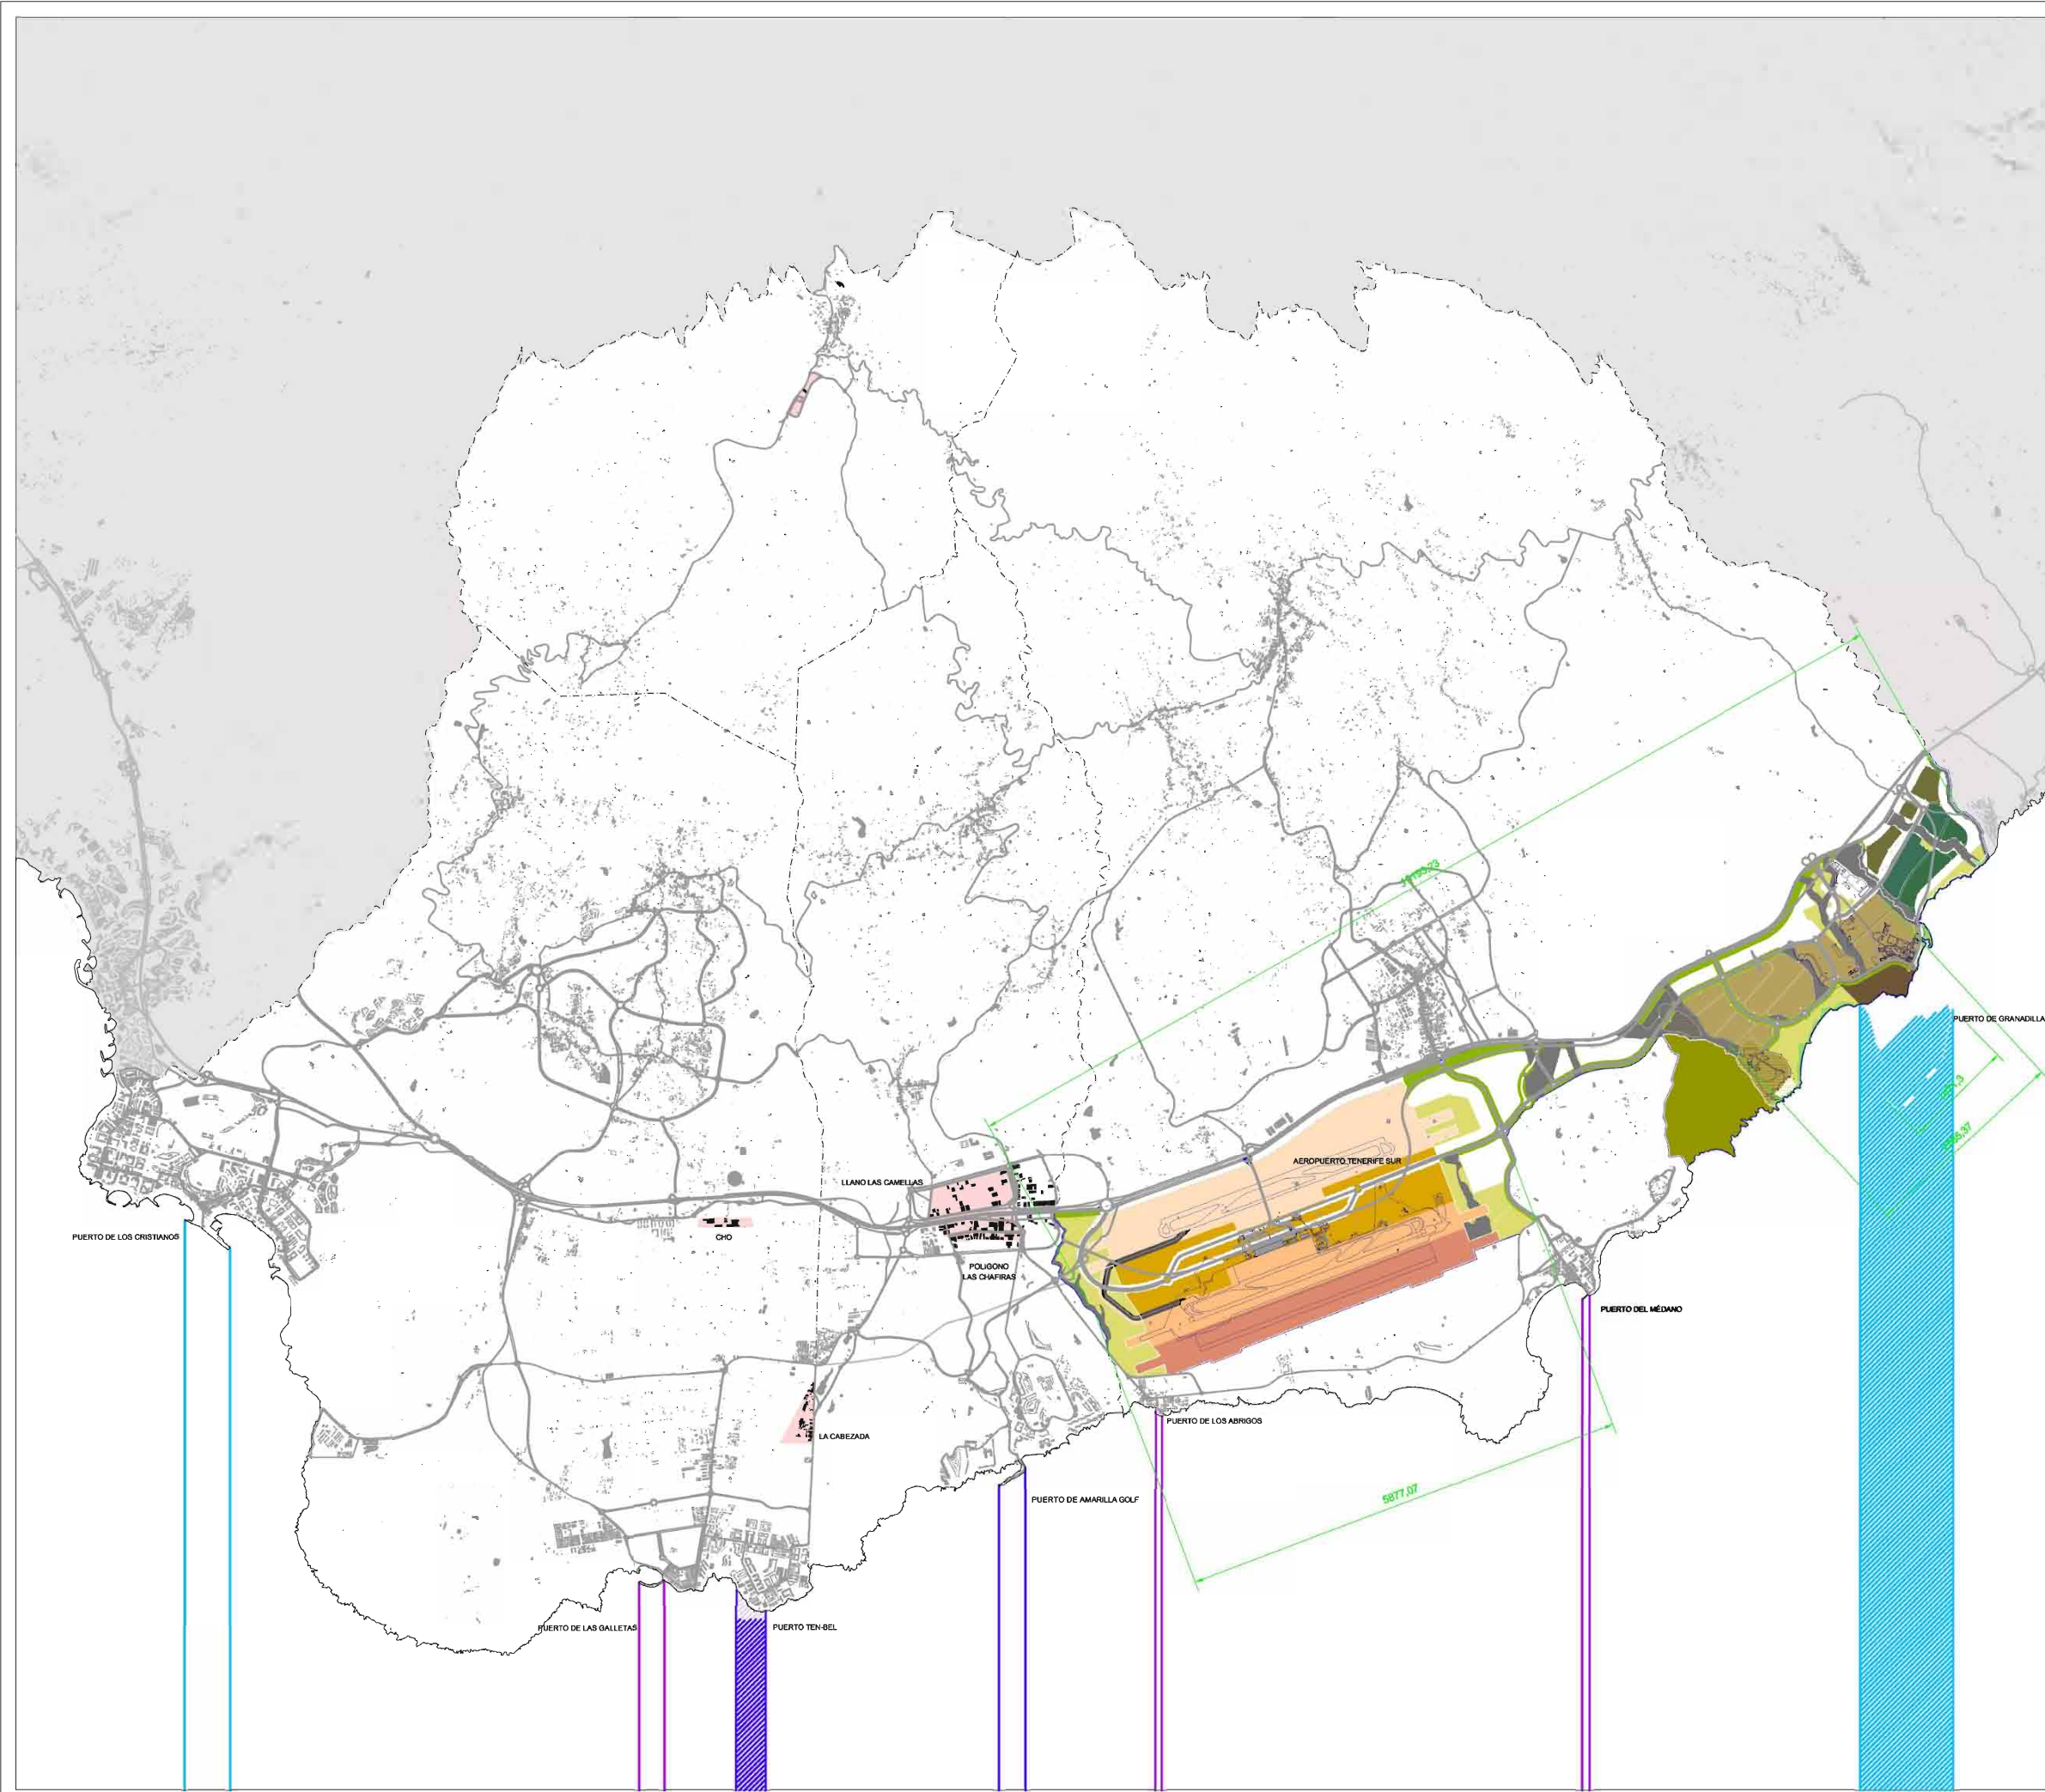 PUERTO DE GRANADILLA
AEROPUERTO TENERIFE SUR
LLANO LAS CAMELLAS
PUERTO DE LOS CRISTIANOS
CHO
POLIGONO
LAS CHAFIRAS
PUERTO DEL MÉDANO
PUERTO DE LOS ABRIGOS
LA CABEZADA
5877,07
PUERTO DE AMARILLA GOLF
PUERTO DE LAS GALLETAS
PUERTO TEN-BEL